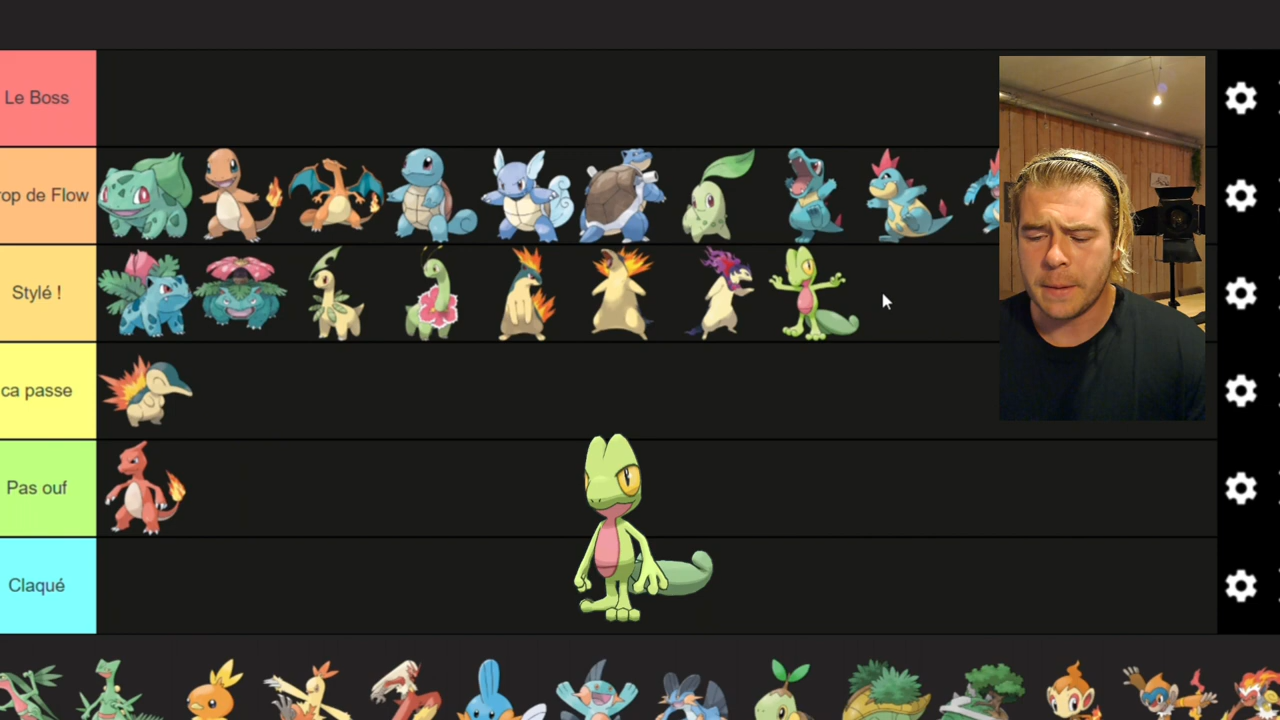 Le Boss
rop de Flow
Stylé !
ca passe
Pas ouf
Claqué